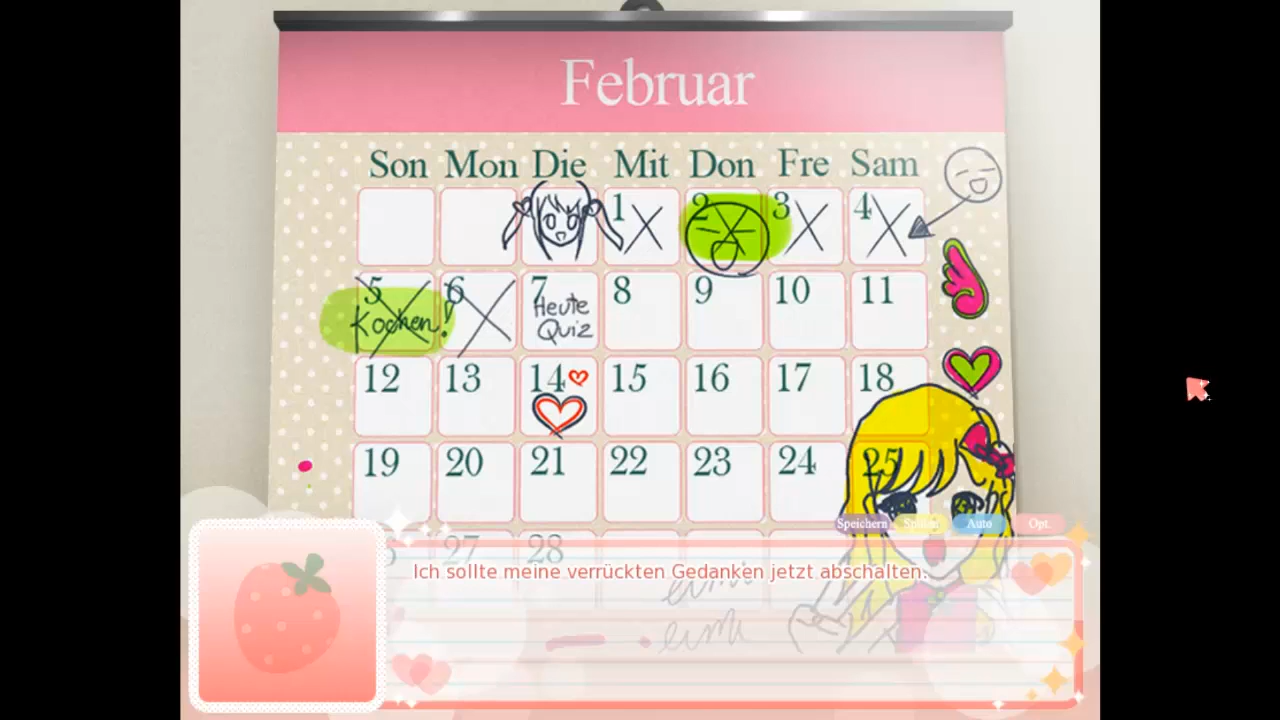 Februar
Son Mon Die Mit Don Fre Sam
1 2 3 4
5 6 7 8 9 10 11
Kochen! Heute
Quiz
12 13 14 15 16 17 18
19 20 21 22 23 24 25
Speichern Auto Opt.
27 28
Ich sollte meine verrückten Gedanken jetzt abschalten.